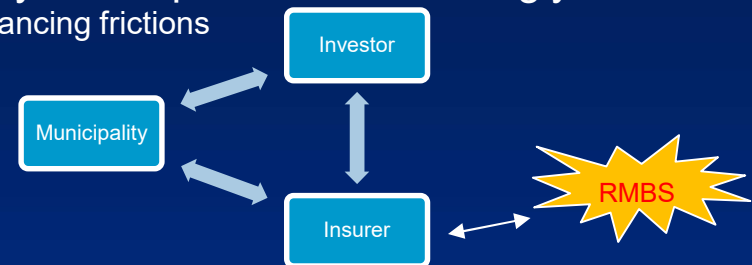 ancing frictions
Investor
Municipality
RMBS
Insurer